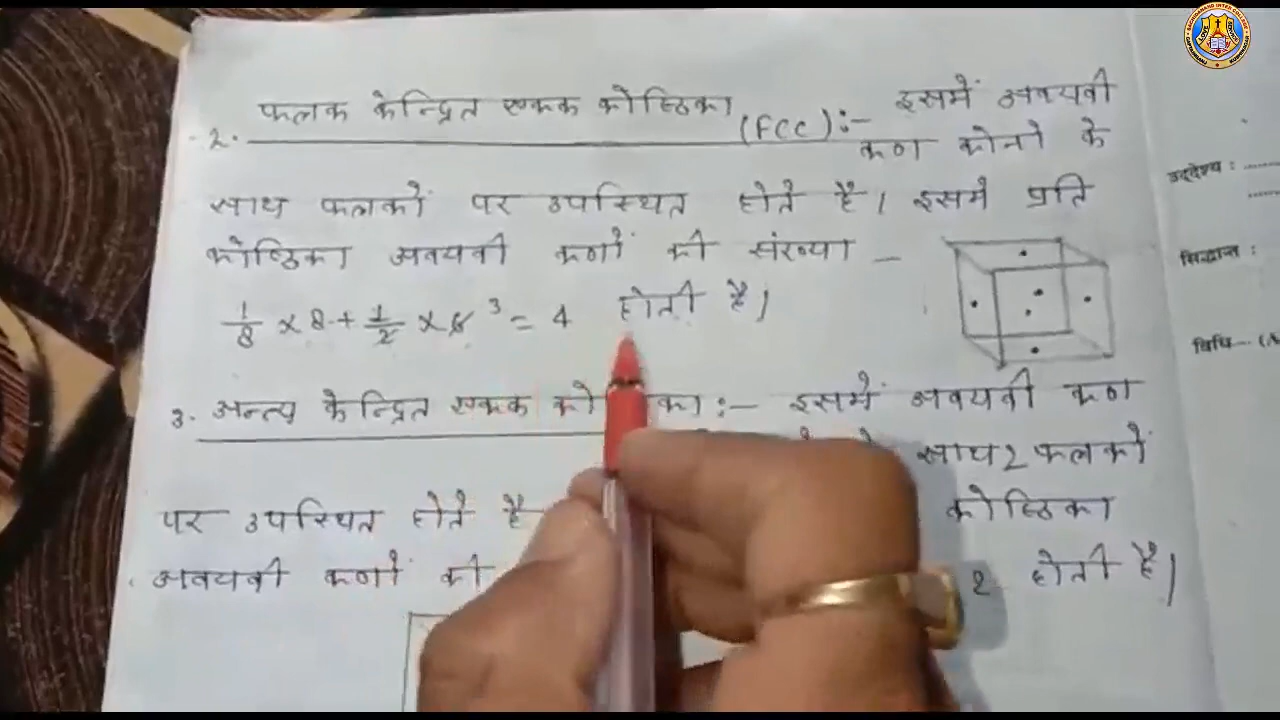 2. फलक केन्द्रित एकक कोष्ठिका (FCC):- इसमें अवयवी
कण कोनो के
साथ फलकों पर उपस्थित होते है। इसमे प्रति
कोष्ठिका अवयवी कणों की संख्या -
1/8 × 8 + 1/2 × 6 3 = 4 होती है।
3. अन्त्य केन्द्रित एकक को का:- इसमें अवयवी कण
साथ 2 फलकों
पर उपस्थित होते है कोष्ठिका
अवयवी कणों की 2 होती है।
उद्देश्य : ........
सिद्धान्त :
विधि-